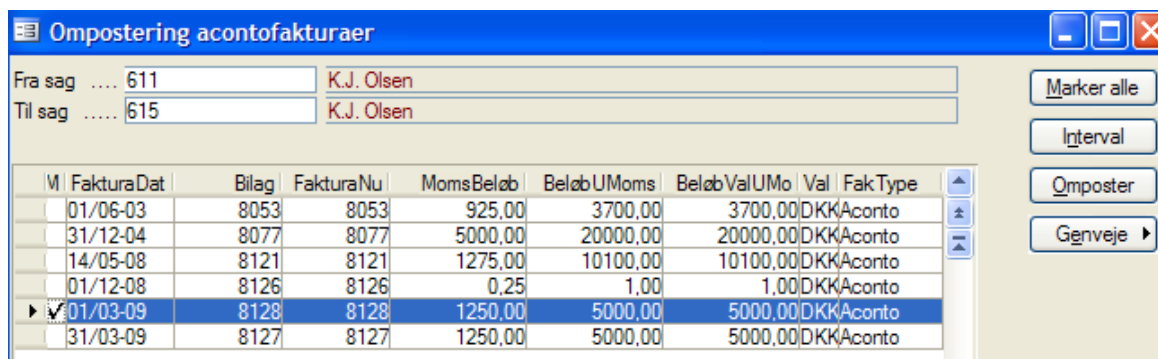 Ompostering acontofakturaer
Fra sag .... 611 K.J. Olsen
Til sag ..... 615 K.J. Olsen
Marker alle
Interval
Omposter
Genveje
M FakturaDat Bilag FakturaNu MomsBeløb BeløbUMoms BeløbValUMo Val FakType
01/06-03 8053 8053 925,00 3700,00 3700,00 DKK Aconto
31/12-04 8077 8077 5000,00 20000,00 20000,00 DKK Aconto
14/05-08 8121 8121 1275,00 10100,00 10100,00 DKK Aconto
01/12-08 8126 8126 0,25 1,00 1,00 DKK Aconto
01/03-09 8128 8128 1250,00 5000,00 5000,00 DKK Aconto
31/03-09 8127 8127 1250,00 5000,00 5000,00 DKK Aconto